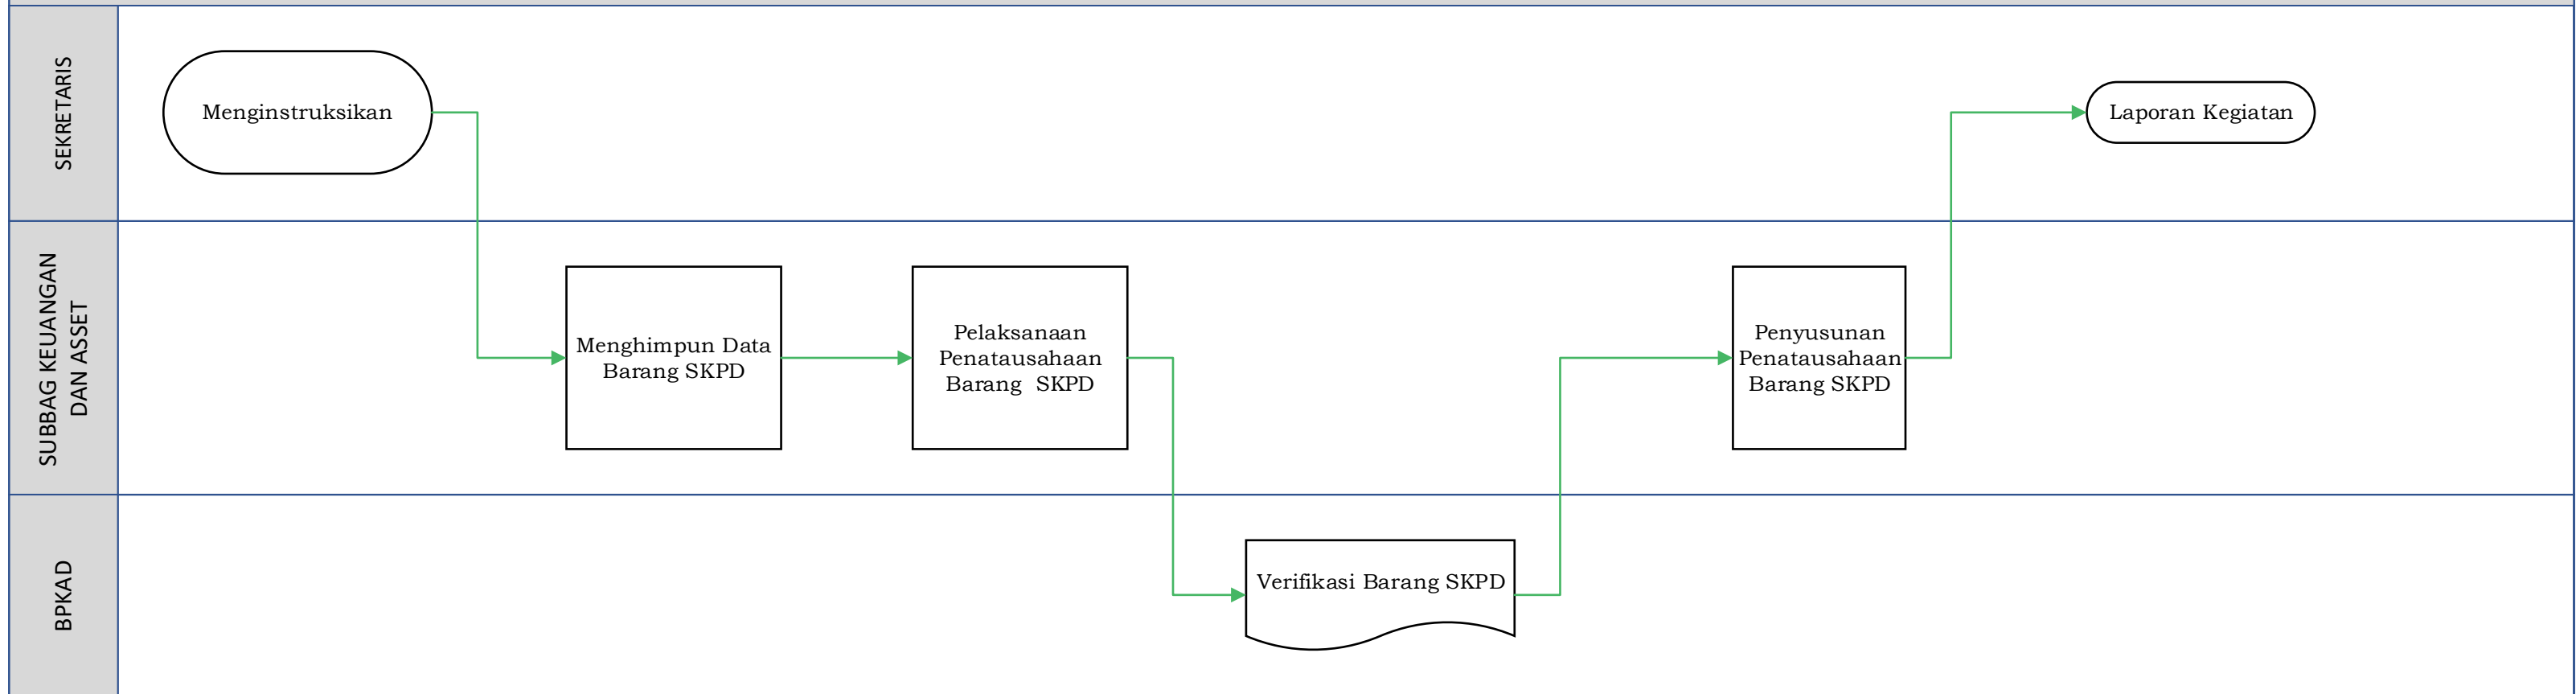 SEKRETARIS
Menginstruksikan
Laporan Kegiatan
SUBBAG KEUANGAN
DAN ASSET
Menghimpun Data
Barang SKPD
Pelaksanaan
Penatausahaan
Barang  SKPD
Penyusunan
Penatausahaan
Barang SKPD
BPKAD
Verifikasi Barang SKPD